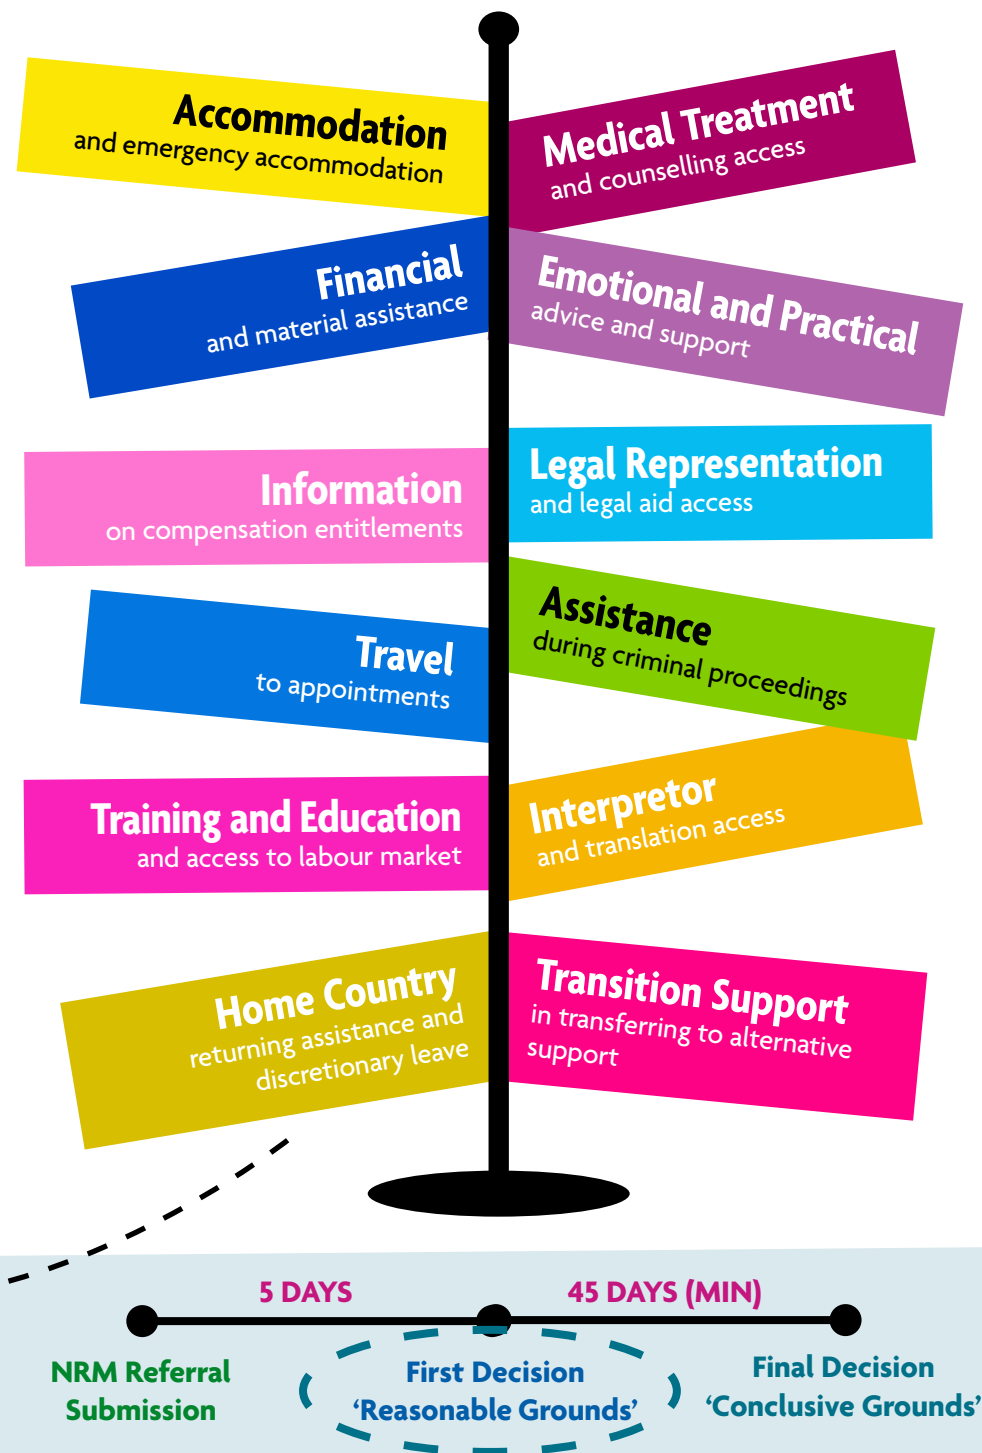 Accommodation
and emergency accommodation
Medical Treatment
and counselling access
Financial
and material assistance
Emotional and Practical
advice and support
Information
on compensation entitlements
Legal Representation
and legal aid access
Travel
to appointments
Assistance
during criminal proceedings
Training and Education
and access to labour market
Interpretor
and translation access
Home Country
returning assistance and
discretionary leave
Transition Support
in transferring to alternative
support
5 DAYS
45 DAYS (MIN)
NRM Referral
Submission
First Decision
‘Reasonable Grounds’
Final Decision
‘Conclusive Grounds’